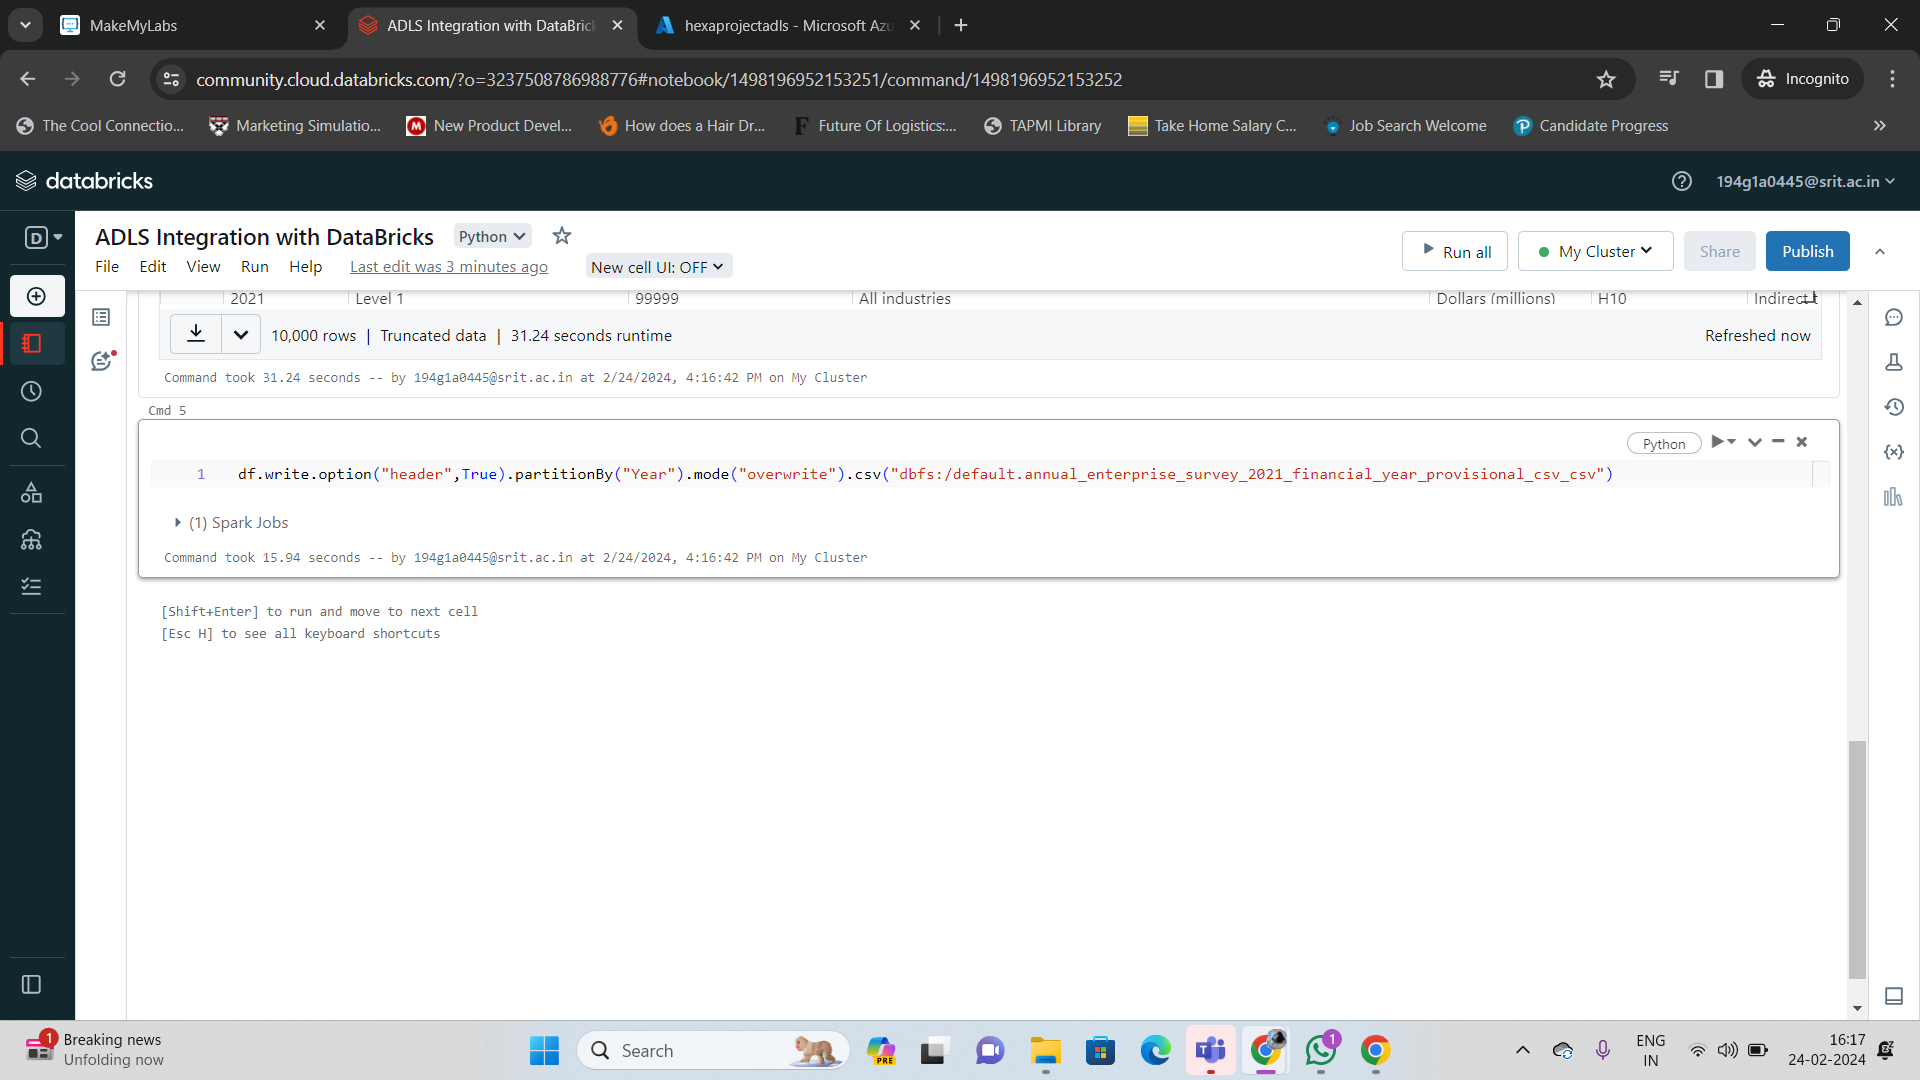 MakeMyLabs
ADLS Integration with DataBrick
hexaprojectadls - Microsoft Azu
community.cloud.databricks.com/?o=3237508786988776#notebook/1498196952153251/command/1498196952153252
Incognito
The Cool Connectio...
Marketing Simulatio...
New Product Devel...
How does a Hair Dr...
Future Of Logistics:...
TAPMI Library
Take Home Salary C...
Job Search Welcome
Candidate Progress
databricks
194g1a0445@srit.ac.in
D
ADLS Integration with DataBricks
Python
File Edit View Run Help Last edit was 3 minutes ago New cell UI: OFF
Run all
My Cluster
Share
Publish
2021 Level 1 99999 All industries Dollars (millions) H10 Indirect
10,000 rows | Truncated data | 31.24 seconds runtime
Refreshed now
Command took 31.24 seconds -- by 194g1a0445@srit.ac.in at 2/24/2024, 4:16:42 PM on My Cluster
Cmd 5
Python
1 df.write.option("header",True).partitionBy("Year").mode("overwrite").csv("dbfs:/default.annual_enterprise_survey_2021_financial_year_provisional_csv_csv")
(1) Spark Jobs
Command took 15.94 seconds -- by 194g1a0445@srit.ac.in at 2/24/2024, 4:16:42 PM on My Cluster
[Shift+Enter] to run and move to next cell
[Esc H] to see all keyboard shortcuts
1
Breaking news
Unfolding now
Search
PRE
1
ENG
IN
16:17
24-02-2024